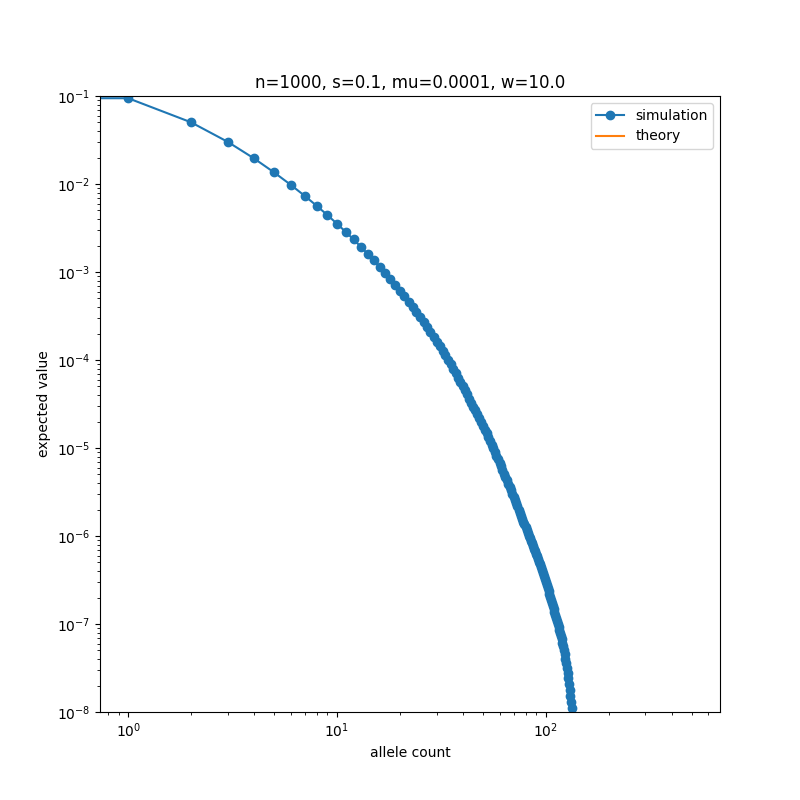 n=1000, s=0.1, mu=0.0001, w=10.0
simulation
theory
10⁻¹
10⁻²
10⁻³
10⁻⁴
10⁻⁵
10⁻⁶
10⁻⁷
10⁻⁸
expected value
10⁰ 10¹ 10²
allele count